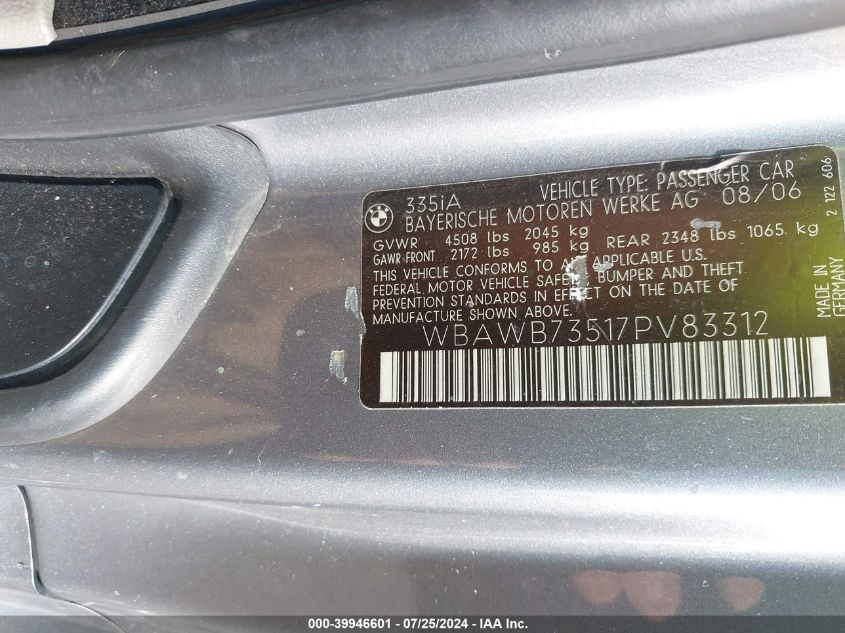 335iA VEHICLE TYPE: PASSENGER CAR
BAYERISCHE MOTOREN WERKE AG 08/06
GVWR 4508 lbs 2045 kg
GAWR-FRONT 2172 lbs 985 kg REAR 2348 lbs 1065 kg
THIS VEHICLE CONFORMS TO ALL APPLICABLE U.S.
FEDERAL MOTOR VEHICLE SAFETY, BUMPER AND THEFT
PREVENTION STANDARDS IN EFFECT ON THE DATE OF
MANUFACTURE SHOWN ABOVE.
WBAWB73517PV83312
2 122 606
MADE IN
GERMANY
000-39946601 / 07/25/2024 - IAAI.COM